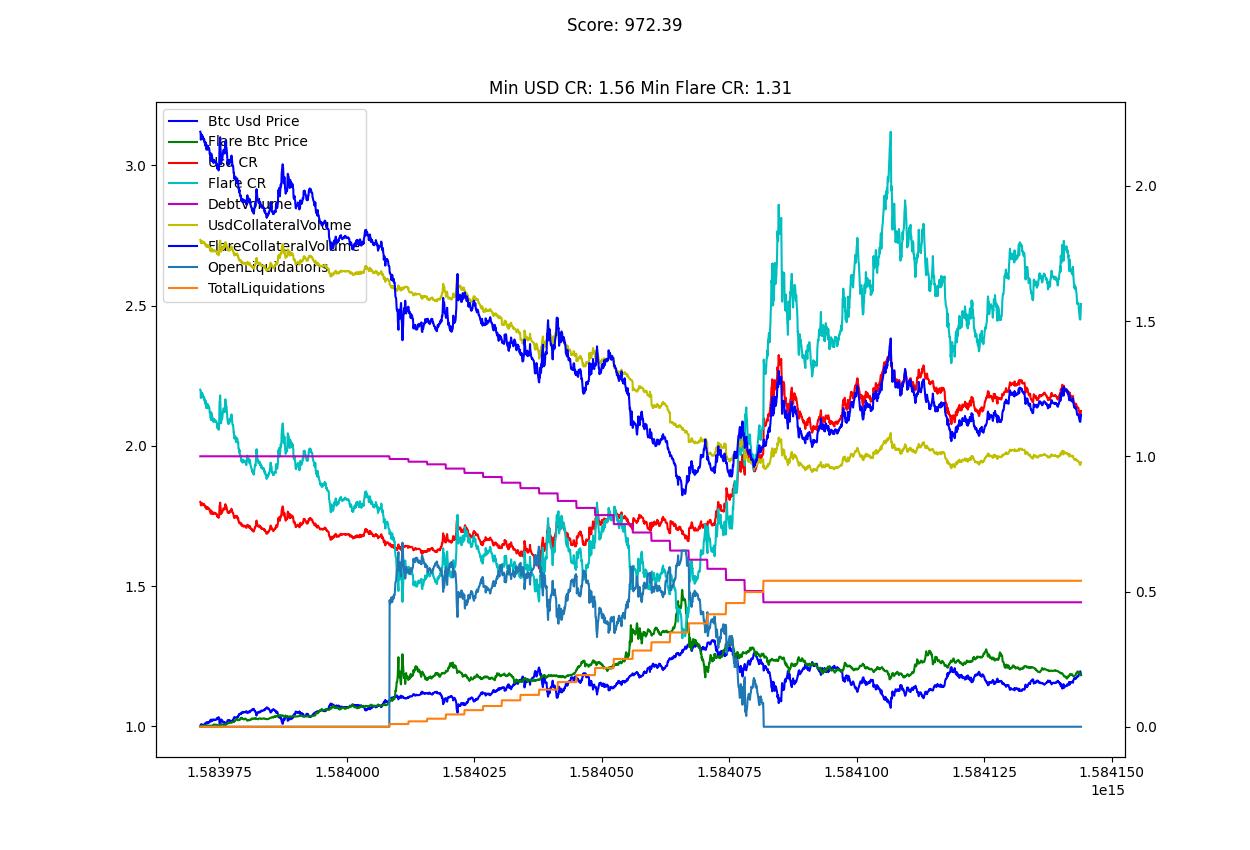 Score: 972.39
Min USD CR: 1.56 Min Flare CR: 1.31
Btc Usd Price
Flare Btc Price
Usd CR
Flare CR
DebtVolume
UsdCollateralVolume
FlareCollateralVolume
OpenLiquidations
TotalLiquidations
3.0
2.5
2.0
1.5
1.0
2.0
1.5
1.0
0.5
0.0
1.583975
1.584000
1.584025
1.584050
1.584075
1.584100
1.584125
1.584150
1e15